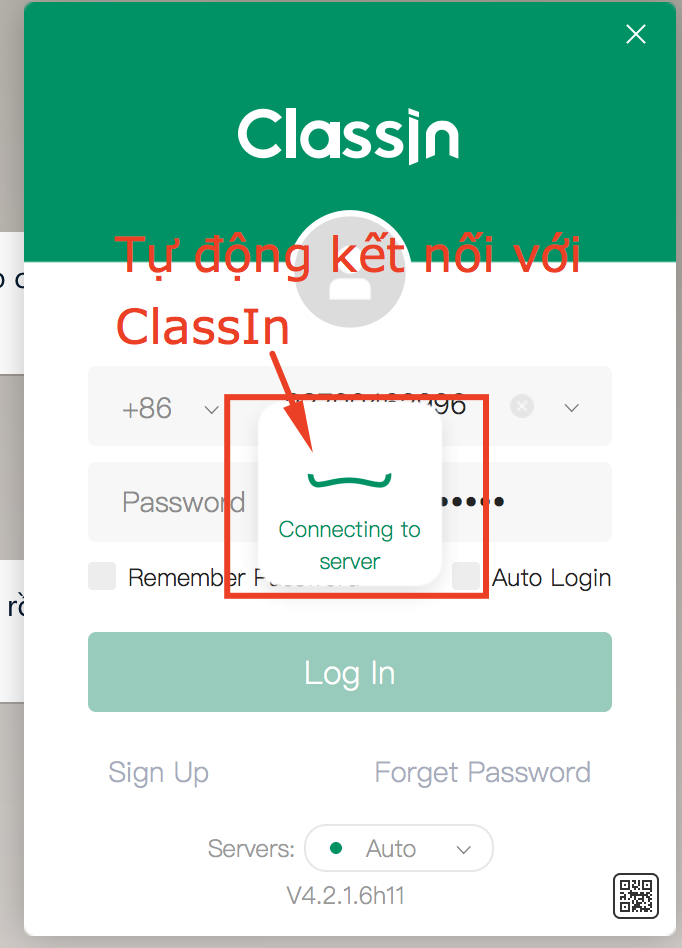 ClassIn
Tự động kết nối với
ClassIn
+86
Password
Connecting to
server
Remember Password
Auto Login
Log In
Sign Up
Forget Password
Servers: Auto
V4.2.1.6h11